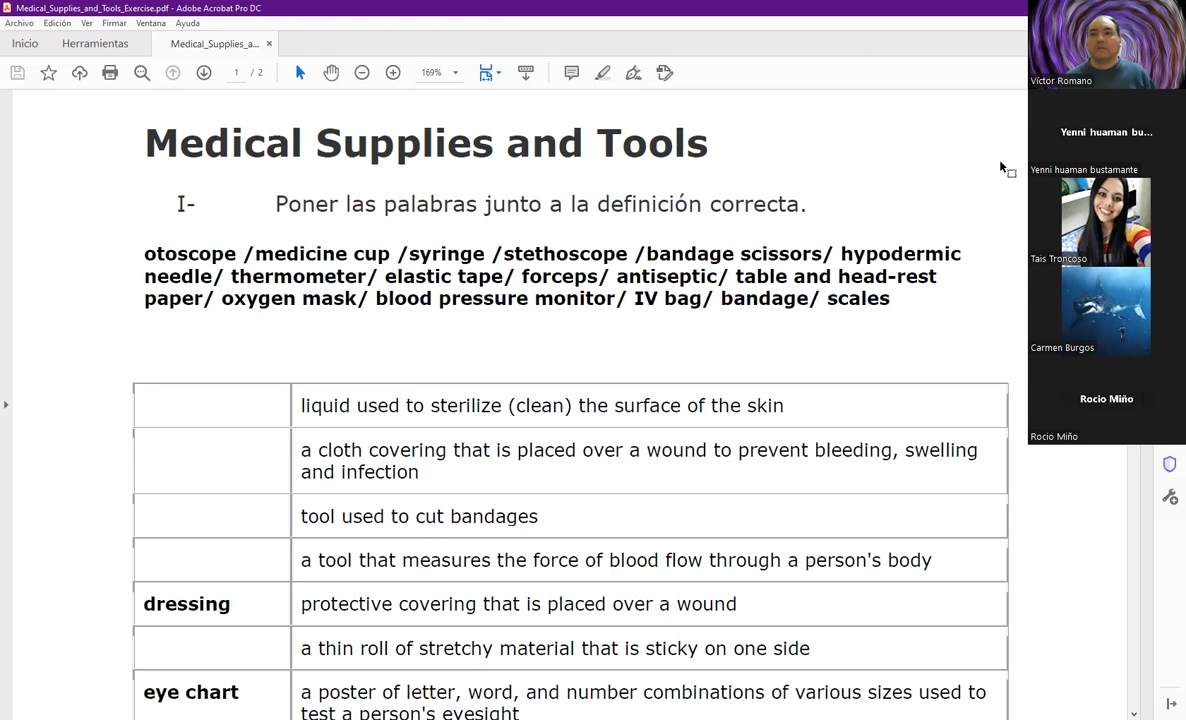 Medical_Supplies_and_Tools_Exercise.pdf - Adobe Acrobat Pro DC
Archivo Edición Ver Firmar Ventana Ayuda
Inicio Herramientas Medical_Supplies_a... ×
1 / 2 169%
Víctor Romano
Yenni huaman bu...
Yenni huaman bustamante
Tais Troncoso
Carmen Burgos
Rocio Miño
Rocio Miño
Medical Supplies and Tools
I- Poner las palabras junto a la definición correcta.
otoscope /medicine cup /syringe /stethoscope /bandage scissors/ hypodermic
needle/ thermometer/ elastic tape/ forceps/ antiseptic/ table and head-rest
paper/ oxygen mask/ blood pressure monitor/ IV bag/ bandage/ scales
liquid used to sterilize (clean) the surface of the skin
a cloth covering that is placed over a wound to prevent bleeding, swelling
and infection
tool used to cut bandages
a tool that measures the force of blood flow through a person's body
dressing protective covering that is placed over a wound
a thin roll of stretchy material that is sticky on one side
eye chart a poster of letter, word, and number combinations of various sizes used to
test a person's eyesight